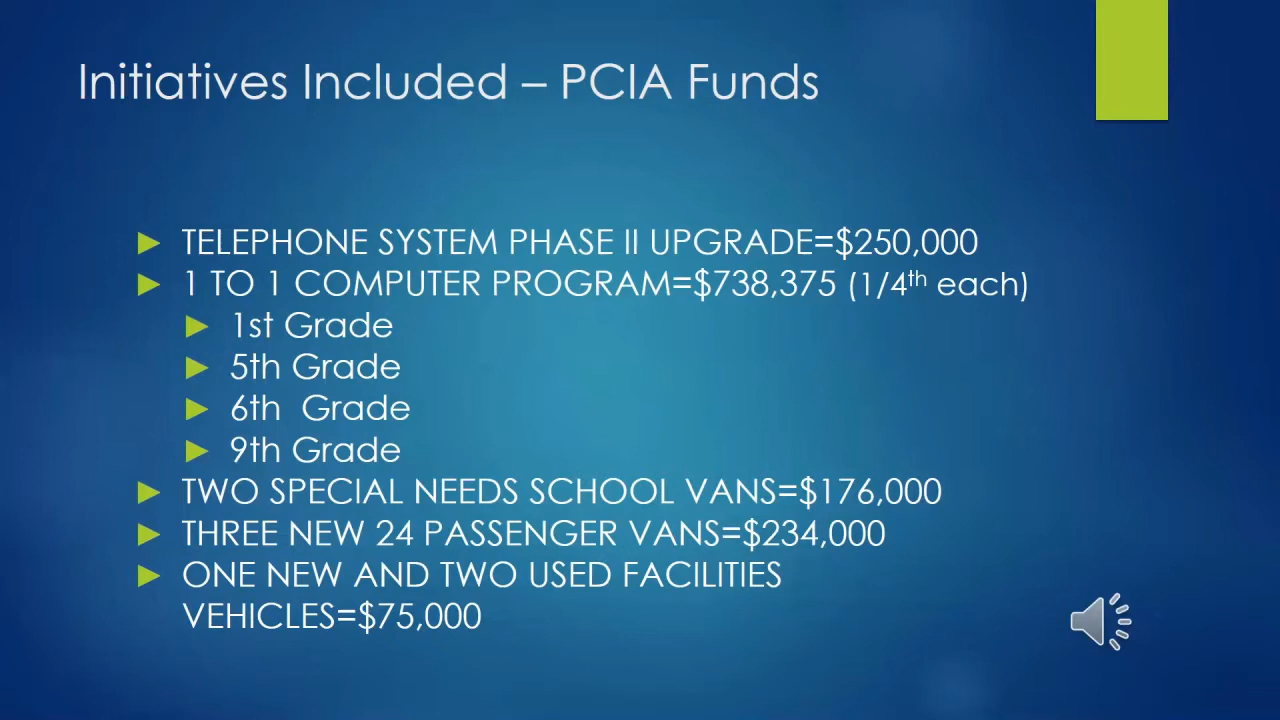 Initiatives Included – PCIA Funds
TELEPHONE SYSTEM PHASE II UPGRADE=$250,000
1 TO 1 COMPUTER PROGRAM=$738,375 (1/4th each)
1st Grade
5th Grade
6th  Grade
9th Grade
TWO SPECIAL NEEDS SCHOOL VANS=$176,000
THREE NEW 24 PASSENGER VANS=$234,000
ONE NEW AND TWO USED FACILITIES
VEHICLES=$75,000